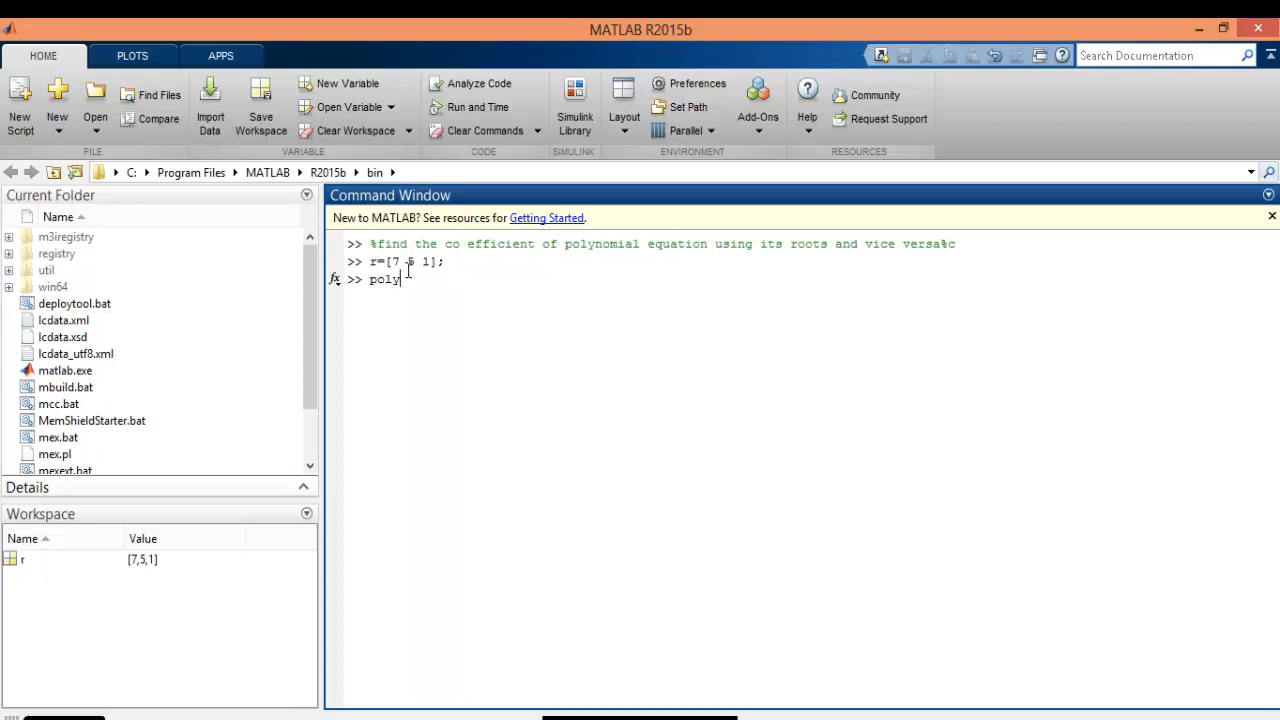 MATLAB R2015b
HOME PLOTS APPS
Search Documentation
New Script
New
Open
Find Files
Compare
Import Data
Save Workspace
New Variable
Open Variable
Clear Workspace
Analyze Code
Run and Time
Clear Commands
Simulink Library
Layout
Preferences
Set Path
Parallel
Add-Ons
Help
Community
Request Support
FILE VARIABLE CODE SIMULINK ENVIRONMENT RESOURCES
C: Program Files MATLAB R2015b bin
Current Folder
Name
m3iregistry
registry
util
win64
deploytool.bat
lcdata.xml
lcdata.xsd
lcdata_utf8.xml
matlab.exe
mbuild.bat
mcc.bat
MemShieldStarter.bat
mex.bat
mex.pl
mexext.bat
Details
Workspace
Name Value
r [7,5,1]
Command Window
New to MATLAB? See resources for Getting Started.
>> %find the co efficient of polynomial equation using its roots and vice versa%c
>> r=[7 5 1];
fx >> poly